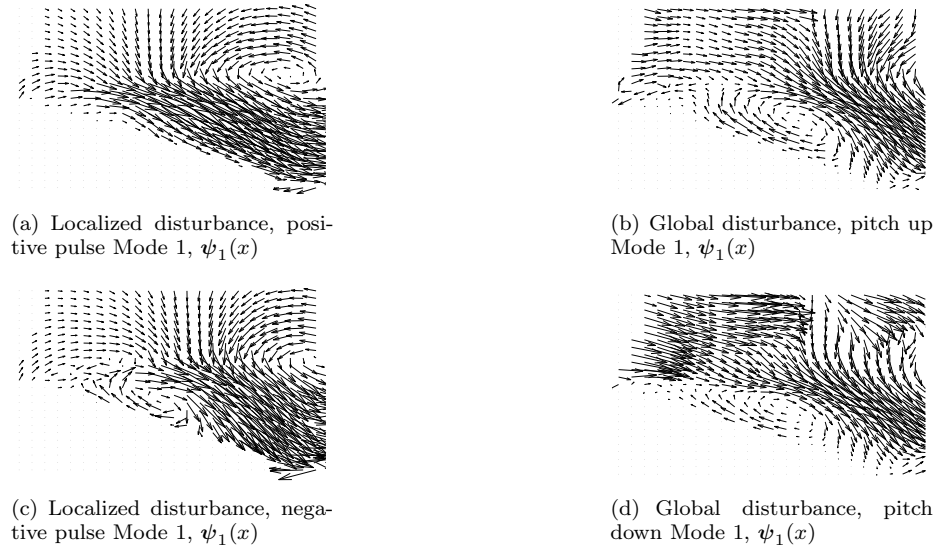 (a) Localized disturbance, posi-
tive pulse Mode 1, ψ₁(x)
(b) Global disturbance, pitch up
Mode 1, ψ₁(x)
(c) Localized disturbance, nega-
tive pulse Mode 1, ψ₁(x)
(d) Global disturbance, pitch
down Mode 1, ψ₁(x)